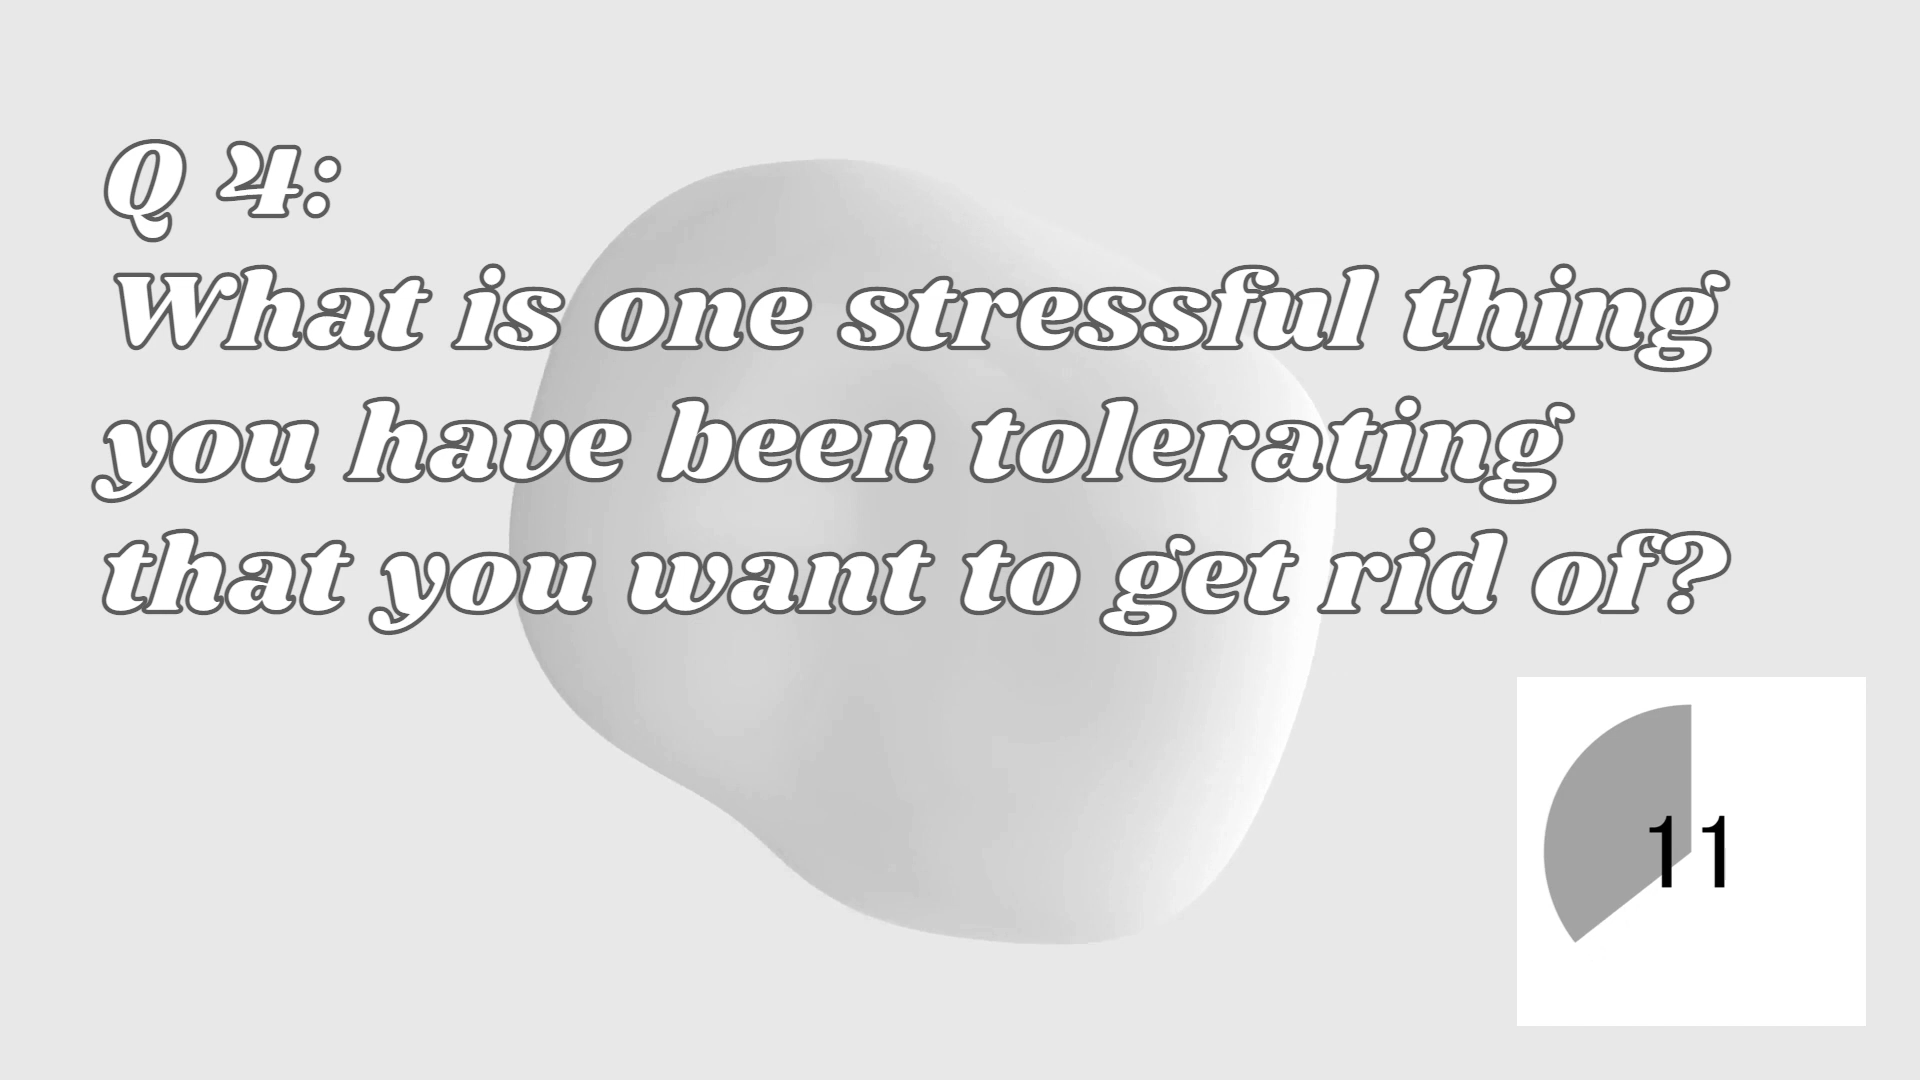 Q 4:
What is one stressful thing
you have been tolerating
that you want to get rid of?
11